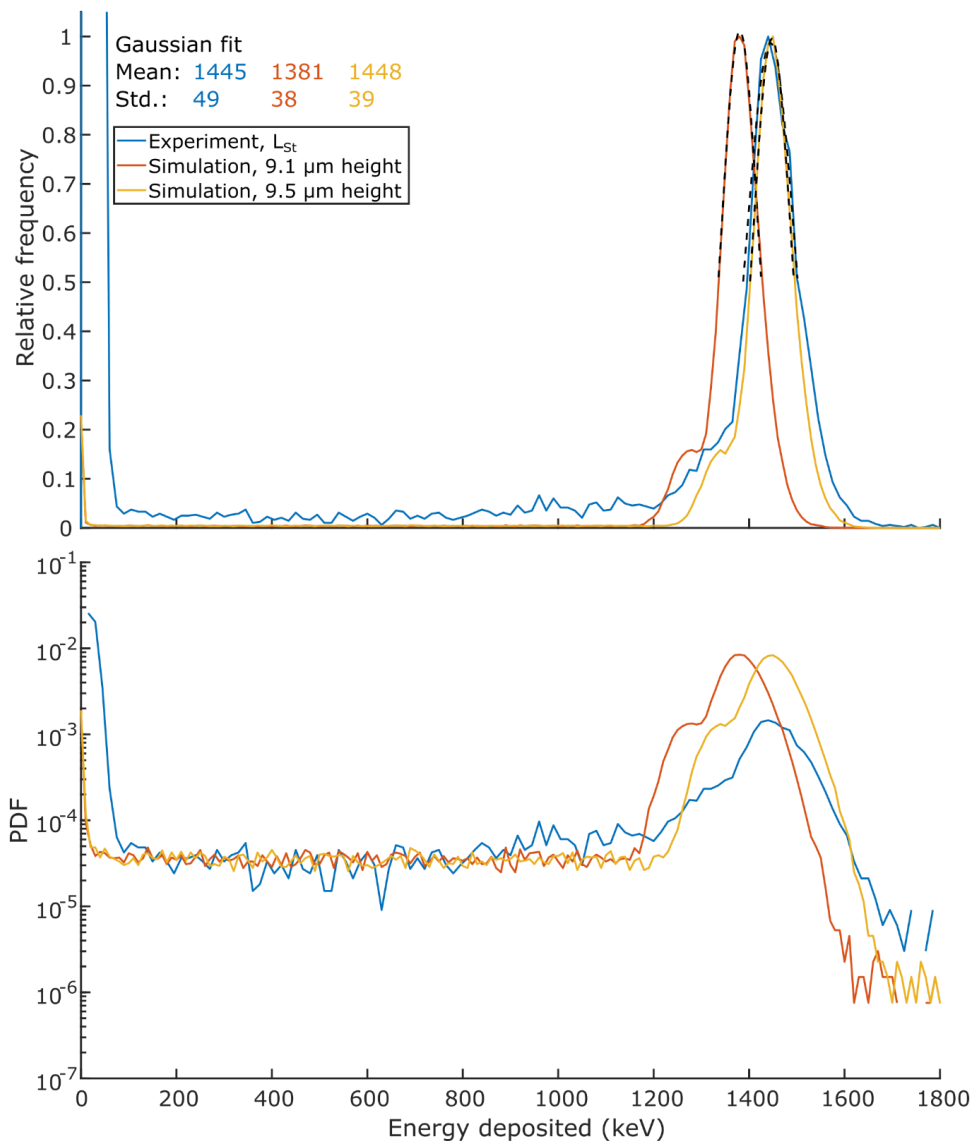 Gaussian fit
Mean: 1445 1381 1448
Std.: 49 38 39
Experiment, L_St
Simulation, 9.1 µm height
Simulation, 9.5 µm height
Relative frequency
1
0.9
0.8
0.7
0.6
0.5
0.4
0.3
0.2
0.1
0
PDF
10^-1
10^-2
10^-3
10^-4
10^-5
10^-6
10^-7
0 200 400 600 800 1000 1200 1400 1600 1800
Energy deposited (keV)